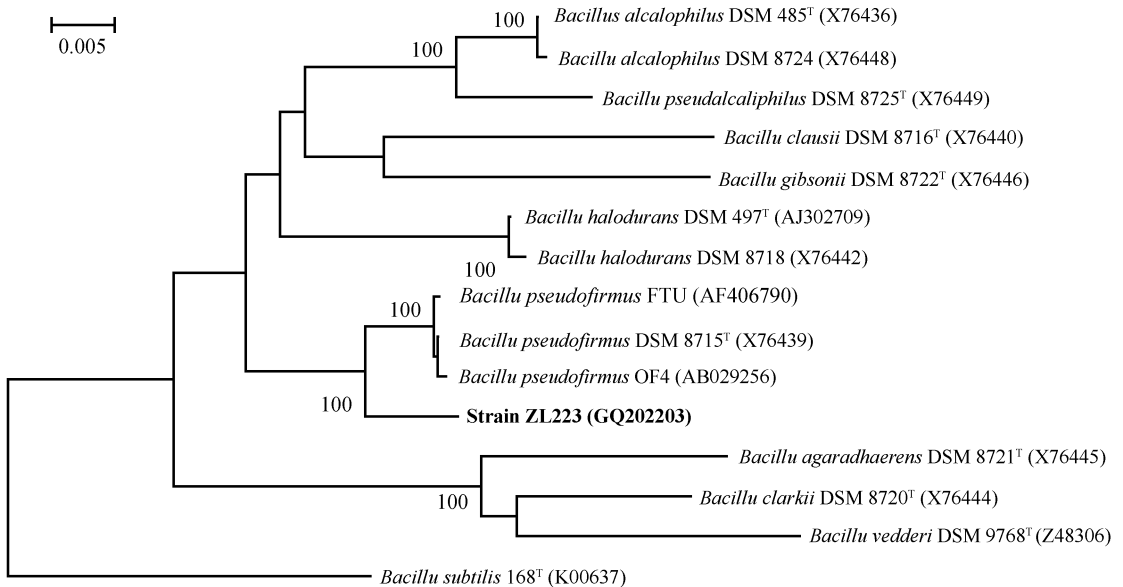 100
Bacillus alcalophilus DSM 485ᵀ (X76436)
0.005
100
Bacillu alcalophilus DSM 8724 (X76448)
Bacillu pseudalcaliphilus DSM 8725ᵀ (X76449)
Bacillu clausii DSM 8716ᵀ (X76440)
Bacillu gibsonii DSM 8722ᵀ (X76446)
Bacillu halodurans DSM 497ᵀ (AJ302709)
Bacillu halodurans DSM 8718 (X76442)
100
Bacillu pseudofirmus FTU (AF406790)
100
Bacillu pseudofirmus DSM 8715ᵀ (X76439)
Bacillu pseudofirmus OF4 (AB029256)
100
Strain ZL223 (GQ202203)
Bacillu agaradhaerens DSM 8721ᵀ (X76445)
100
Bacillu clarkii DSM 8720ᵀ (X76444)
Bacillu vedderi DSM 9768ᵀ (Z48306)
Bacillu subtilis 168ᵀ (K00637)